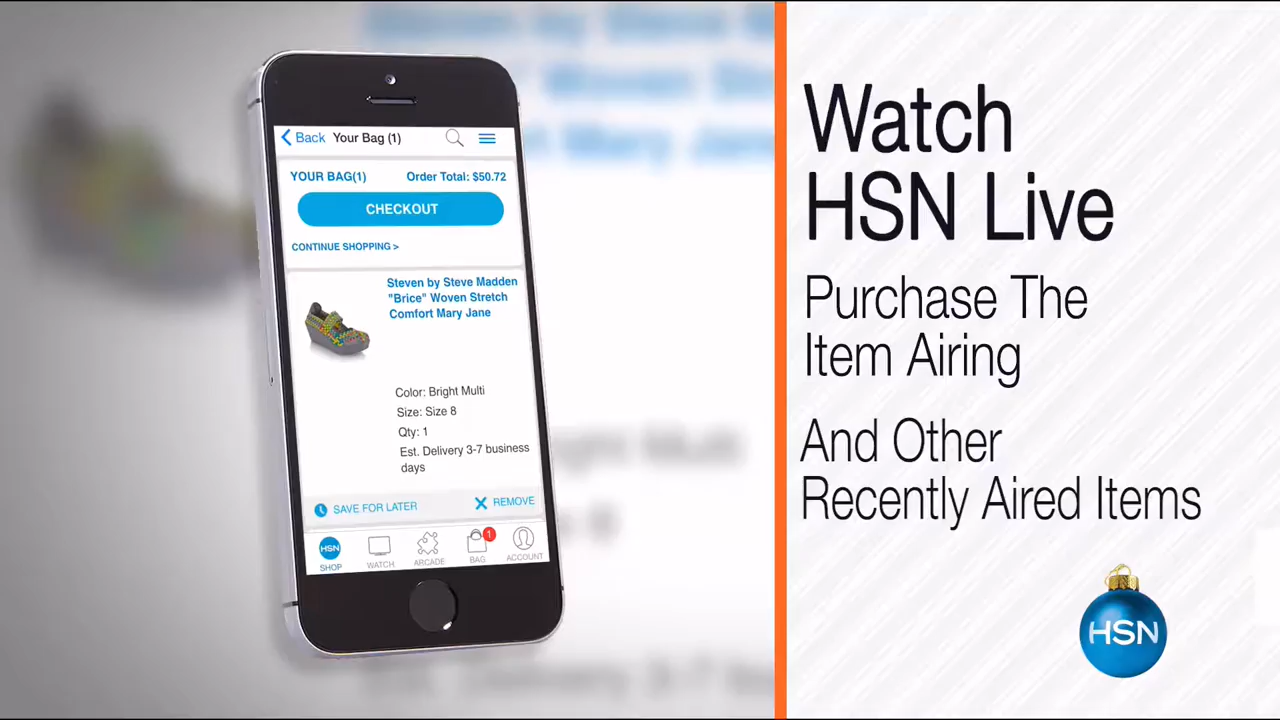 Back Your Bag (1)
YOUR BAG(1) Order Total: $50.72
CHECKOUT
CONTINUE SHOPPING >
Steven by Steve Madden
"Brice" Woven Stretch
Comfort Mary Jane
Color: Bright Multi
Size: Size 8
Qty: 1
Est. Delivery 3-7 business
days
SAVE FOR LATER REMOVE
HSN 1
SHOP WATCH ARCADE BAG ACCOUNT
Watch
HSN Live
Purchase The
Item Airing
And Other
Recently Aired Items
HSN